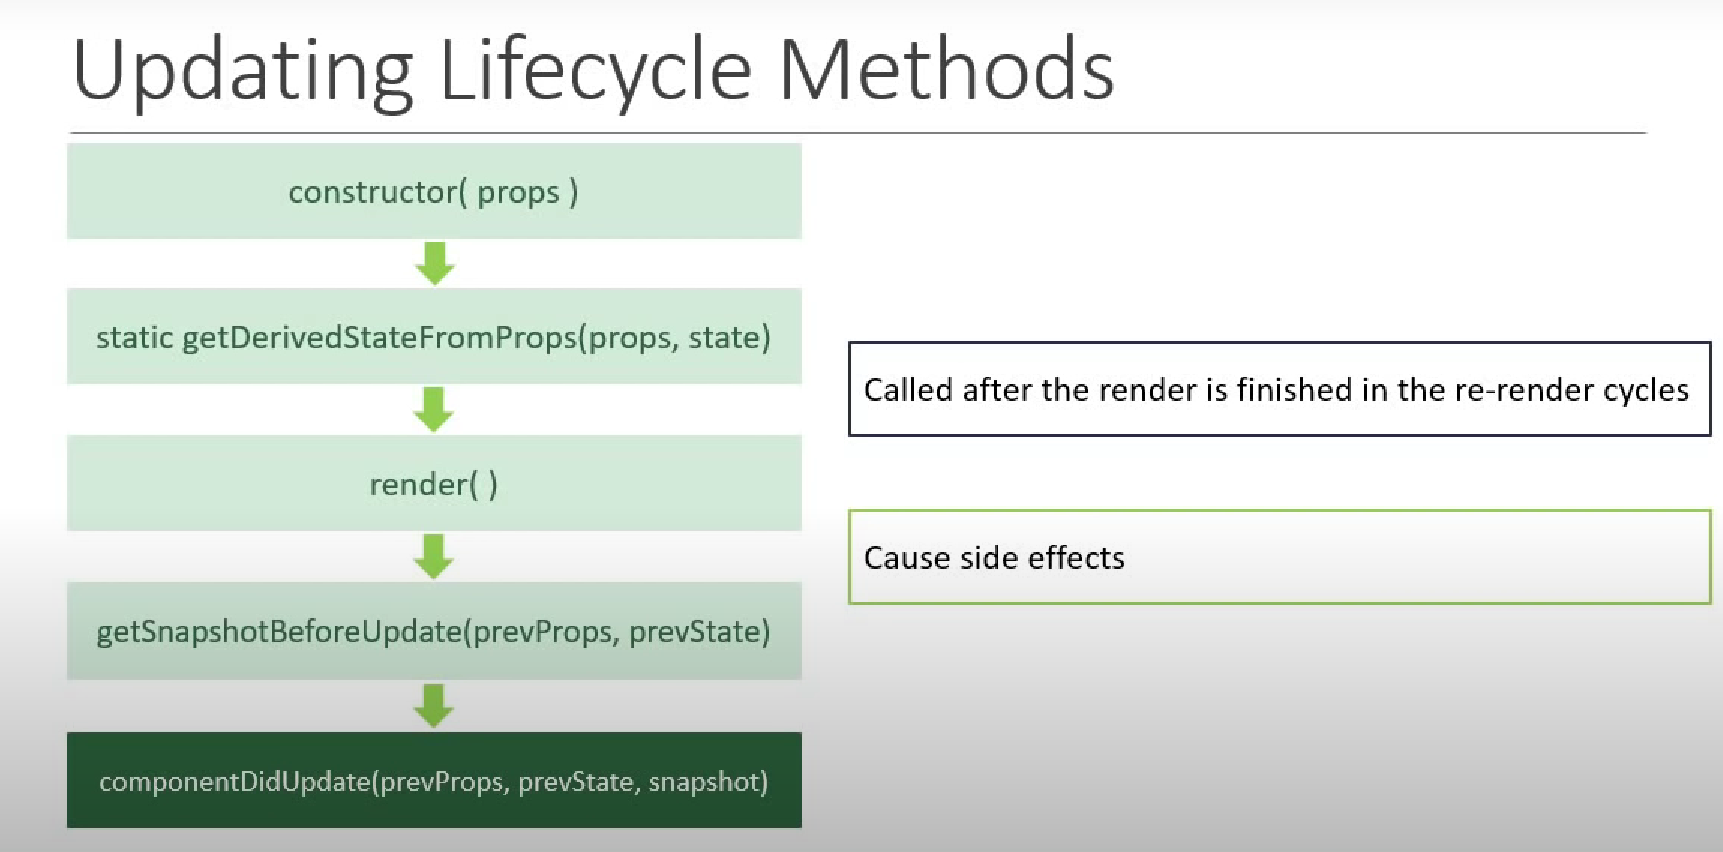 Updating Lifecycle Methods
constructor( props )
static getDerivedStateFromProps(props, state)
render( )
getSnapshotBeforeUpdate(prevProps, prevState)
componentDidUpdate(prevProps, prevState, snapshot)
Called after the render is finished in the re-render cycles
Cause side effects